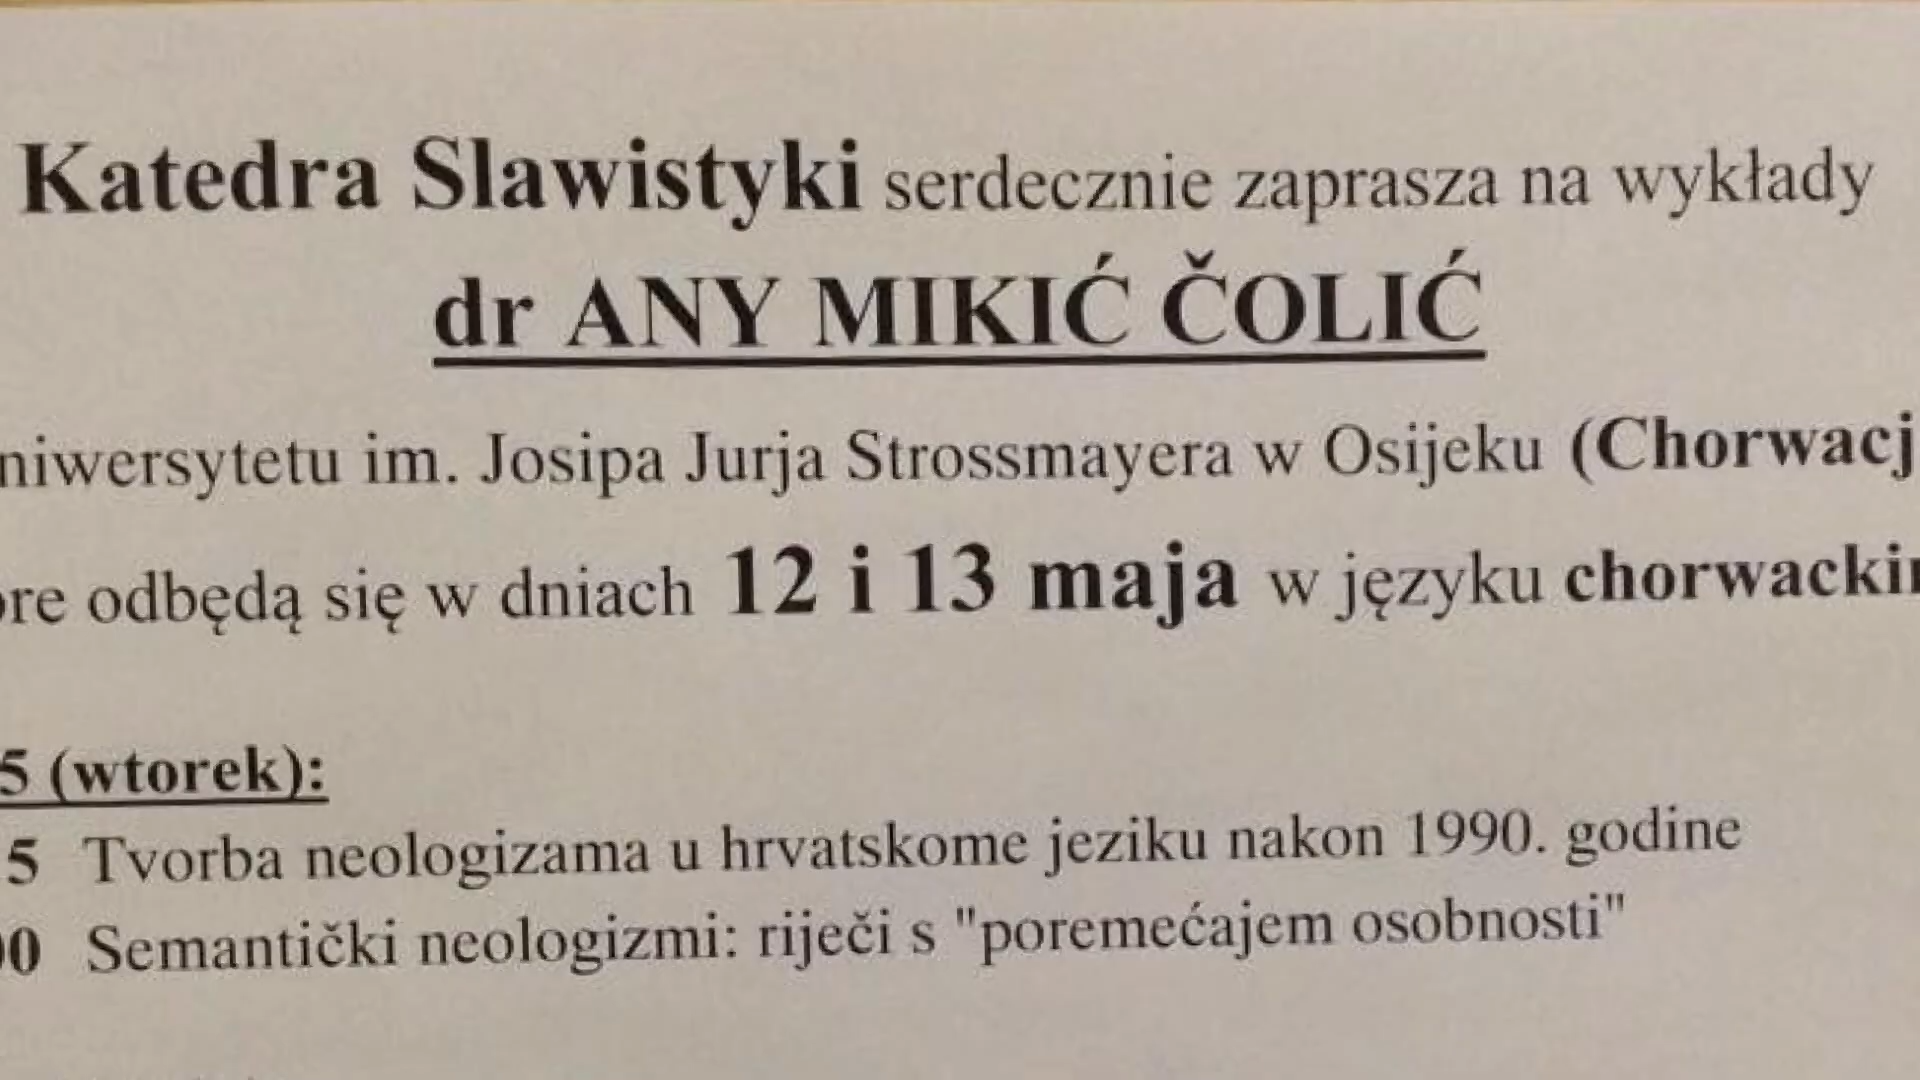 Katedra Slawistyki serdecznie zaprasza na wykłady
dr ANY MIKIĆ ČOLIĆ
niwersytetu im. Josipa Jurja Strossmayera w Osijeku (Chorwacj
óre odbędą się w dniach 12 i 13 maja w języku chorwackim
5 (wtorek):
5 Tvorba neologizama u hrvatskome jeziku nakon 1990. godine
00 Semantički neologizmi: riječi s "poremećajem osobnosti"